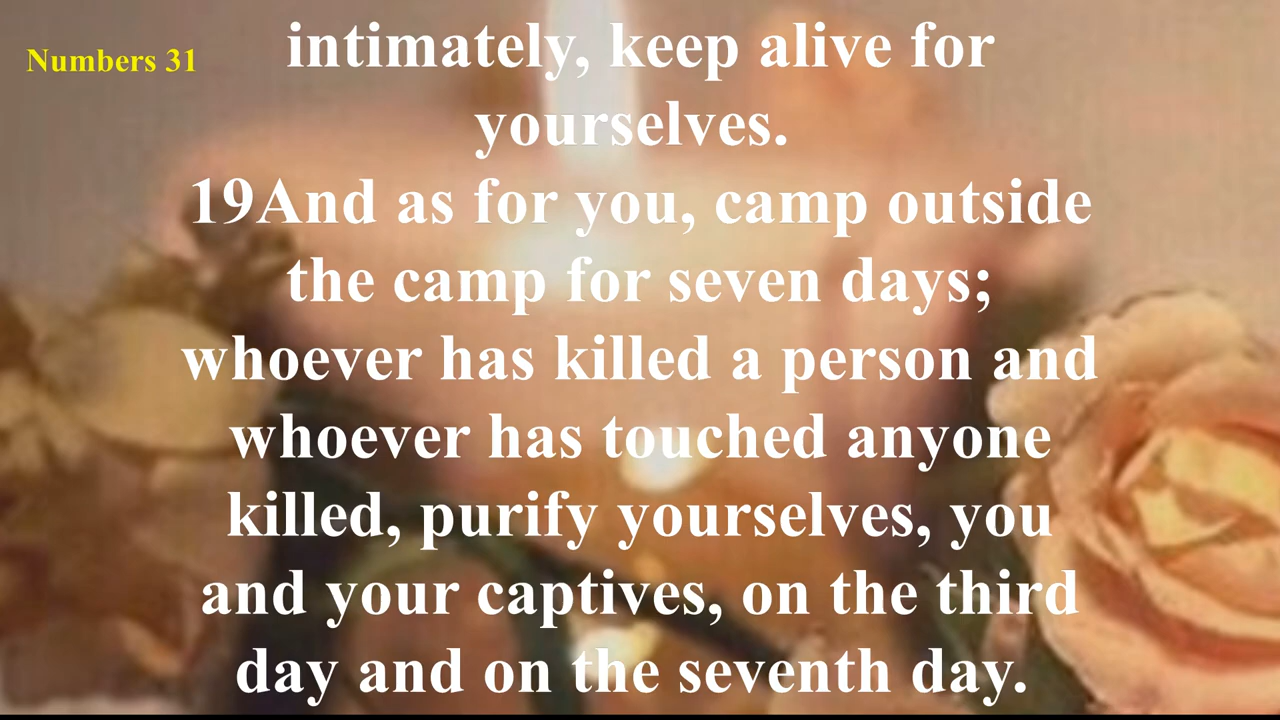 Numbers 31
intimately, keep alive for
yourselves.
19And as for you, camp outside
the camp for seven days;
whoever has killed a person and
whoever has touched anyone
killed, purify yourselves, you
and your captives, on the third
day and on the seventh day.